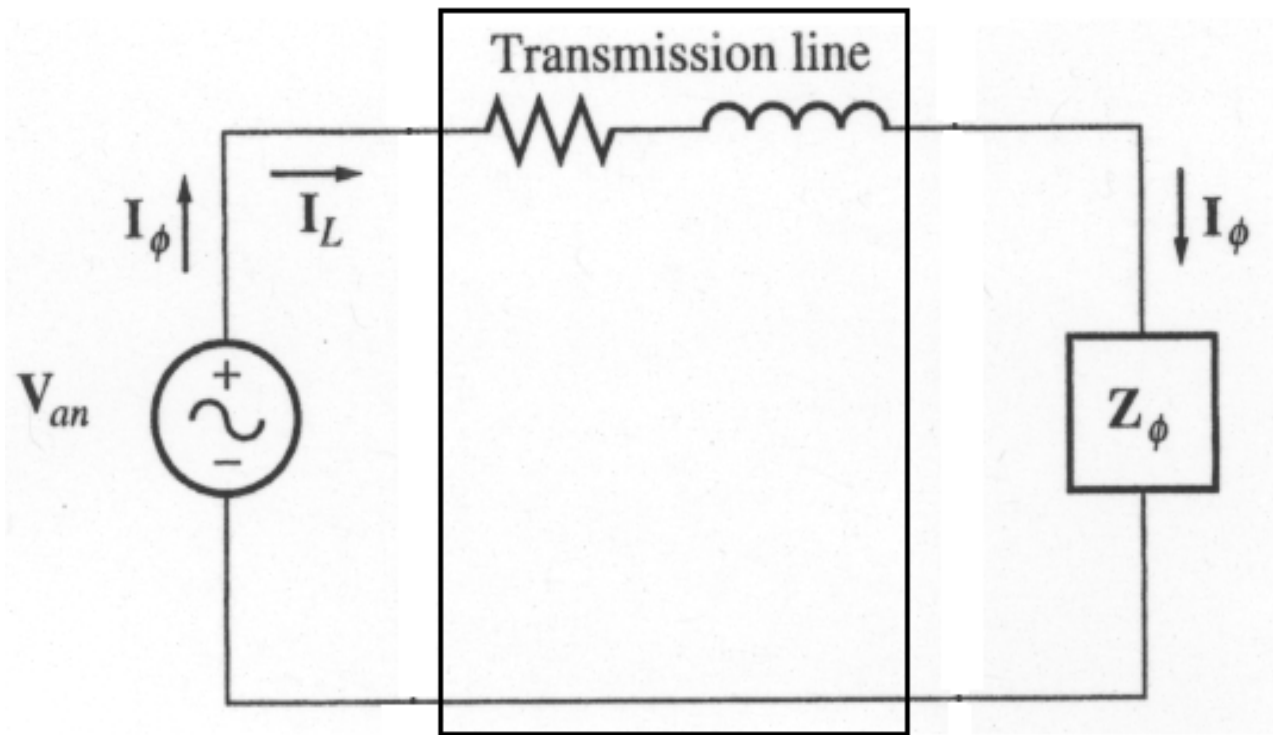 Transmission line
I_ϕ
I_L
I_ϕ
+
V_an
−
Z_ϕ